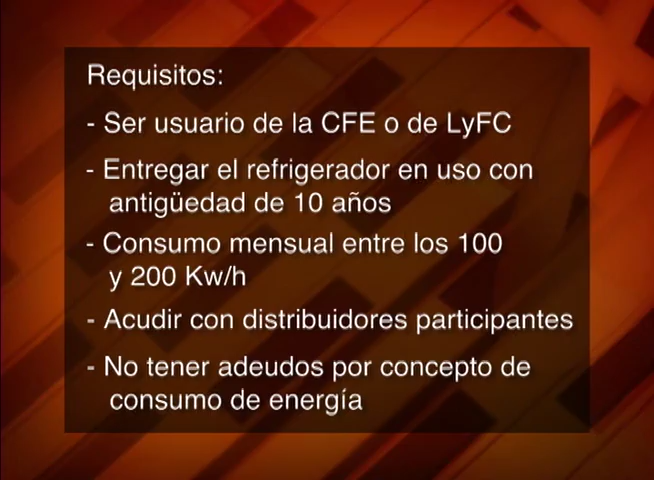 Requisitos:
- Ser usuario de la CFE o de LyFC
- Entregar el refrigerador en uso con
antigüedad de 10 años
- Consumo mensual entre los 100
y 200 Kw/h
- Acudir con distribuidores participantes
- No tener adeudos por concepto de
consumo de energía